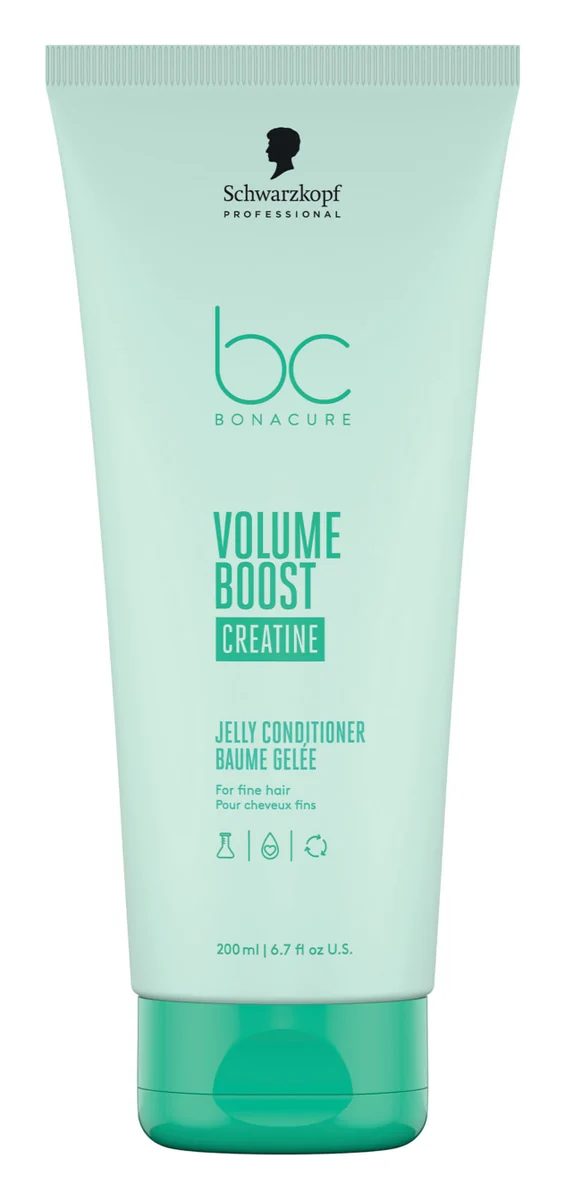 Schwarzkopf
PROFESSIONAL
bc
BONACURE
VOLUME
BOOST
CREATINE
JELLY CONDITIONER
BAUME GELÉE
For fine hair
Pour cheveux fins
200 ml | 6.7 fl oz U.S.